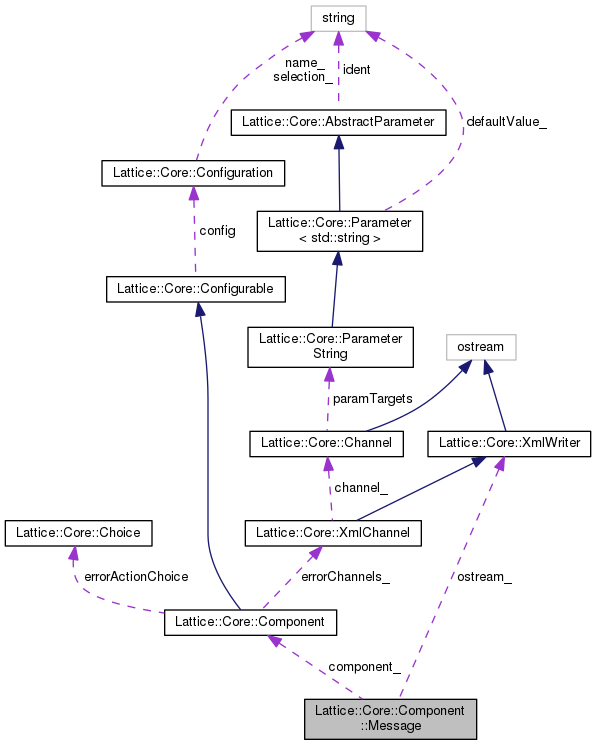 string
name_
selection_
ident
Lattice::Core::AbstractParameter
defaultValue_
Lattice::Core::Configuration
Lattice::Core::Parameter
< std::string >
config
Lattice::Core::Configurable
Lattice::Core::Parameter
String
ostream
paramTargets
Lattice::Core::Channel
Lattice::Core::XmlWriter
channel_
Lattice::Core::Choice
Lattice::Core::XmlChannel
errorActionChoice
errorChannels_
ostream_
Lattice::Core::Component
component_
Lattice::Core::Component
::Message